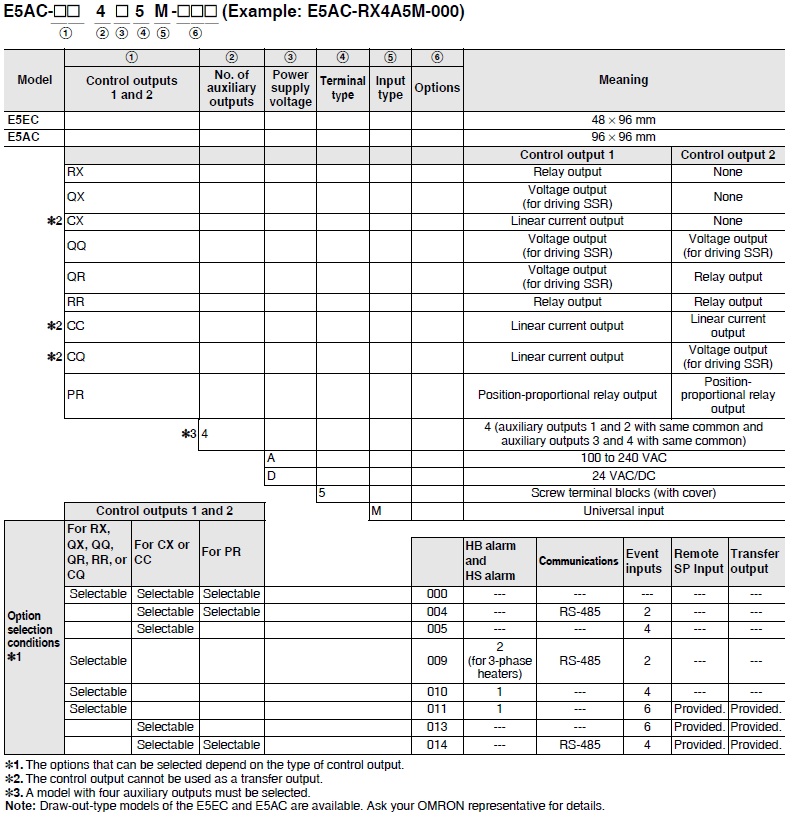 E5AC-□□ 4 □ 5 M-□□□ (Example: E5AC-RX4A5M-000)
① ② ③ ④ ⑤ ⑥
① ② ③ ④ ⑤ ⑥
Model Control outputs 1 and 2 No. of auxiliary outputs Power supply voltage Terminal type Input type Options Meaning
E5EC 48 × 96 mm
E5AC 96 × 96 mm
Control output 1 Control output 2
RX Relay output None
QX Voltage output (for driving SSR) None
*2 CX Linear current output None
QQ Voltage output (for driving SSR) Voltage output (for driving SSR)
QR Voltage output (for driving SSR) Relay output
RR Relay output Relay output
*2 CC Linear current output Linear current output
*2 CQ Linear current output Voltage output (for driving SSR)
PR Position-proportional relay output Position-proportional relay output
*3 4 4 (auxiliary outputs 1 and 2 with same common and auxiliary outputs 3 and 4 with same common)
A 100 to 240 VAC
D 24 VAC/DC
5 Screw terminal blocks (with cover)
Control outputs 1 and 2 M Universal input
For RX, QX, QQ, QR, RR, or CQ For CX or CC For PR HB alarm and HS alarm Communications Event inputs Remote SP Input Transfer output
Option selection conditions *1
Selectable Selectable Selectable 000 --- --- --- --- ---
Selectable Selectable 004 --- RS-485 2 --- ---
Selectable 005 --- --- 4 --- ---
Selectable 009 2 (for 3-phase heaters) RS-485 2 --- ---
Selectable 010 1 --- 4 --- ---
Selectable 011 1 --- 6 Provided. Provided.
Selectable 013 --- --- 6 Provided. Provided.
Selectable Selectable 014 --- RS-485 4 Provided. Provided.
*1. The options that can be selected depend on the type of control output.
*2. The control output cannot be used as a transfer output.
*3. A model with four auxiliary outputs must be selected.
Note: Draw-out-type models of the E5EC and E5AC are available. Ask your OMRON representative for details.